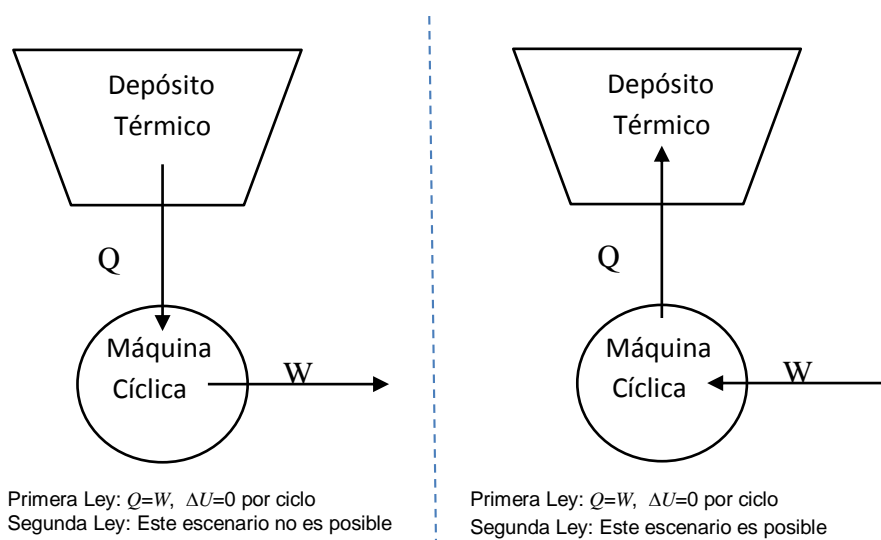 Depósito
Térmico
Q
Máquina
Cíclica
W
Primera Ley: Q=W, ΔU=0 por ciclo
Segunda Ley: Este escenario no es posible
Depósito
Térmico
Q
Máquina
Cíclica
W
Primera Ley: Q=W, ΔU=0 por ciclo
Segunda Ley: Este escenario es posible